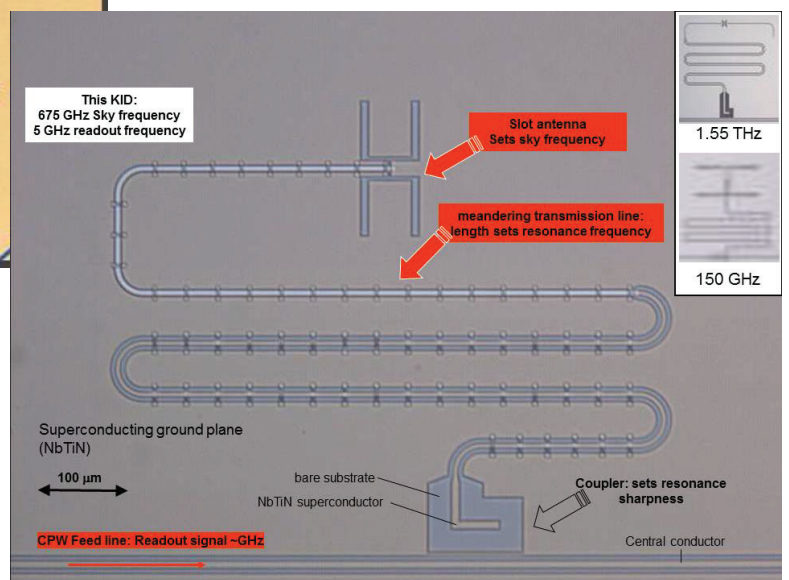 This KID:
675 GHz Sky frequency
5 GHz readout frequency
Slot antenna
Sets sky frequency
1.55 THz
meandering transmission line:
length sets resonance frequency
150 GHz
Superconducting ground plane
(NbTiN)
100 μm
bare substrate
NbTiN superconductor
Coupler: sets resonance
sharpness
CPW Feed line: Readout signal ~GHz
Central conductor